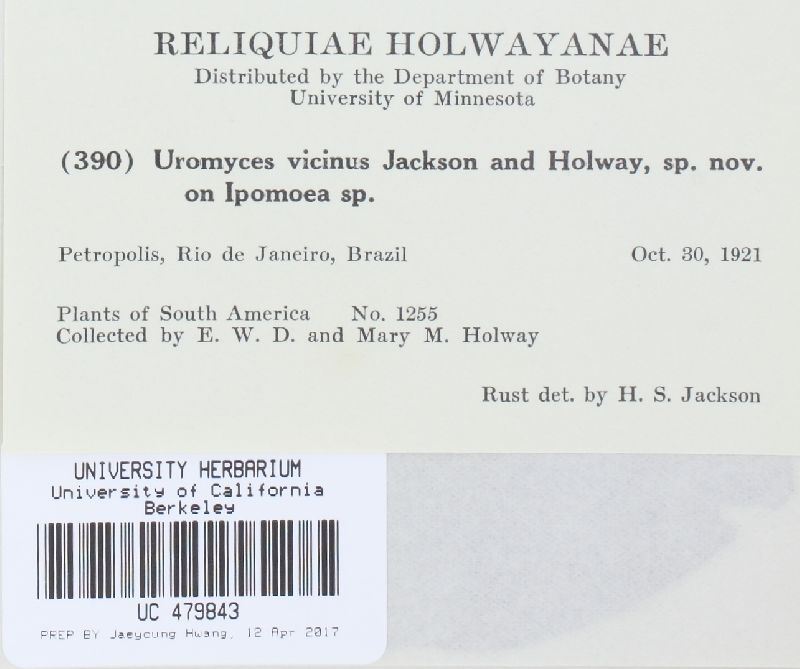 RELIQUIAE HOLWAYANAE
Distributed by the Department of Botany
University of Minnesota
(390) Uromyces vicinus Jackson and Holway, sp. nov.
on Ipomoea sp.
Petropolis, Rio de Janeiro, Brazil Oct. 30, 1921
Plants of South America No. 1255
Collected by E. W. D. and Mary M. Holway
Rust det. by H. S. Jackson
UNIVERSITY HERBARIUM
University of California
Berkeley
UC 479843
PREP BY Jaeycung Hwang, 12 Apr 2017